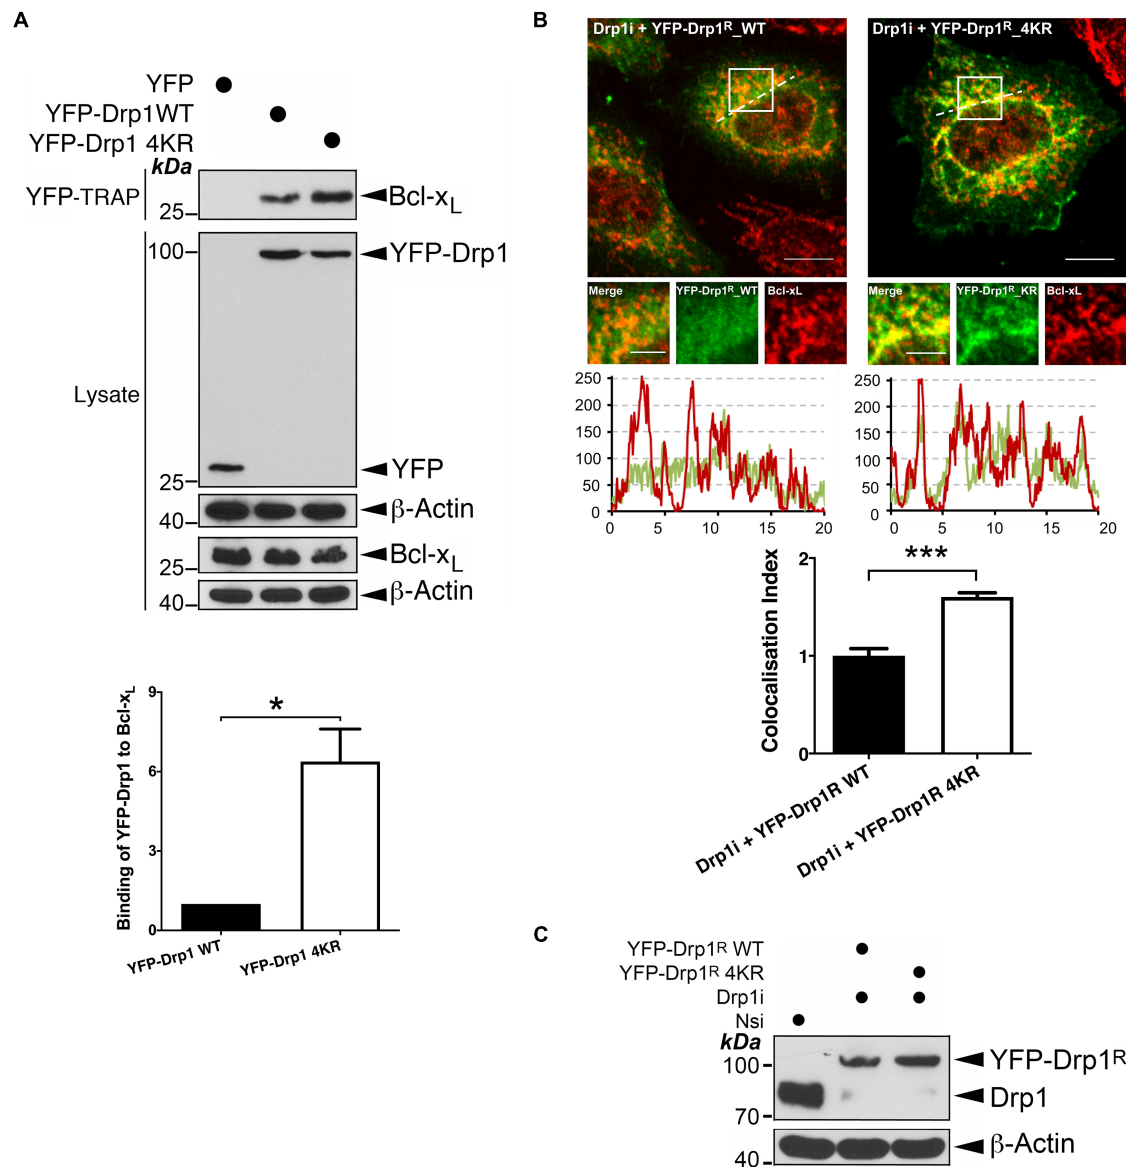 A
YFP
YFP-Drp1WT
YFP-Drp1 4KR
kDa
YFP-TRAP
25
Bcl-xL
Lysate
100
YFP-Drp1
25
YFP
40
β-Actin
25
Bcl-xL
40
β-Actin
Binding of YFP-Drp1 to Bcl-xL
9
6
3
0
*
YFP-Drp1 WT
YFP-Drp1 4KR
B
Drp1i + YFP-Drp1R_WT
Drp1i + YFP-Drp1R_4KR
Merge
YFP-Drp1R_WT
Bcl-xL
Merge
YFP-Drp1R_KR
Bcl-xL
250
200
150
100
50
0
0 5 10 15 20
250
200
150
100
50
0
0 5 10 15 20
Colocalisation Index
2
1
0
***
Drp1i + YFP-Drp1R WT
Drp1i + YFP-Drp1R 4KR
C
YFP-Drp1R WT
YFP-Drp1R 4KR
Drp1i
Nsi
kDa
100
YFP-Drp1R
Drp1
70
40
β-Actin